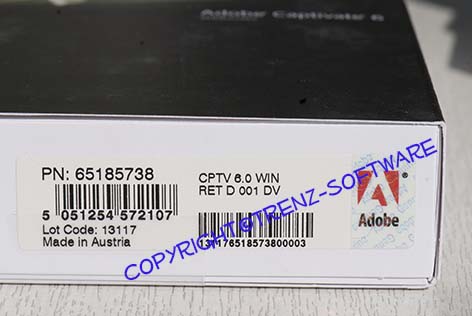 Adobe Captivate 6
PN: 65185738
5 051254 572107
Lot Code: 13117
Made in Austria
CPTV 6.0 WIN
RET D 001 DV
Adobe
COPYRIGHT@TRENZ-SOFTWARE